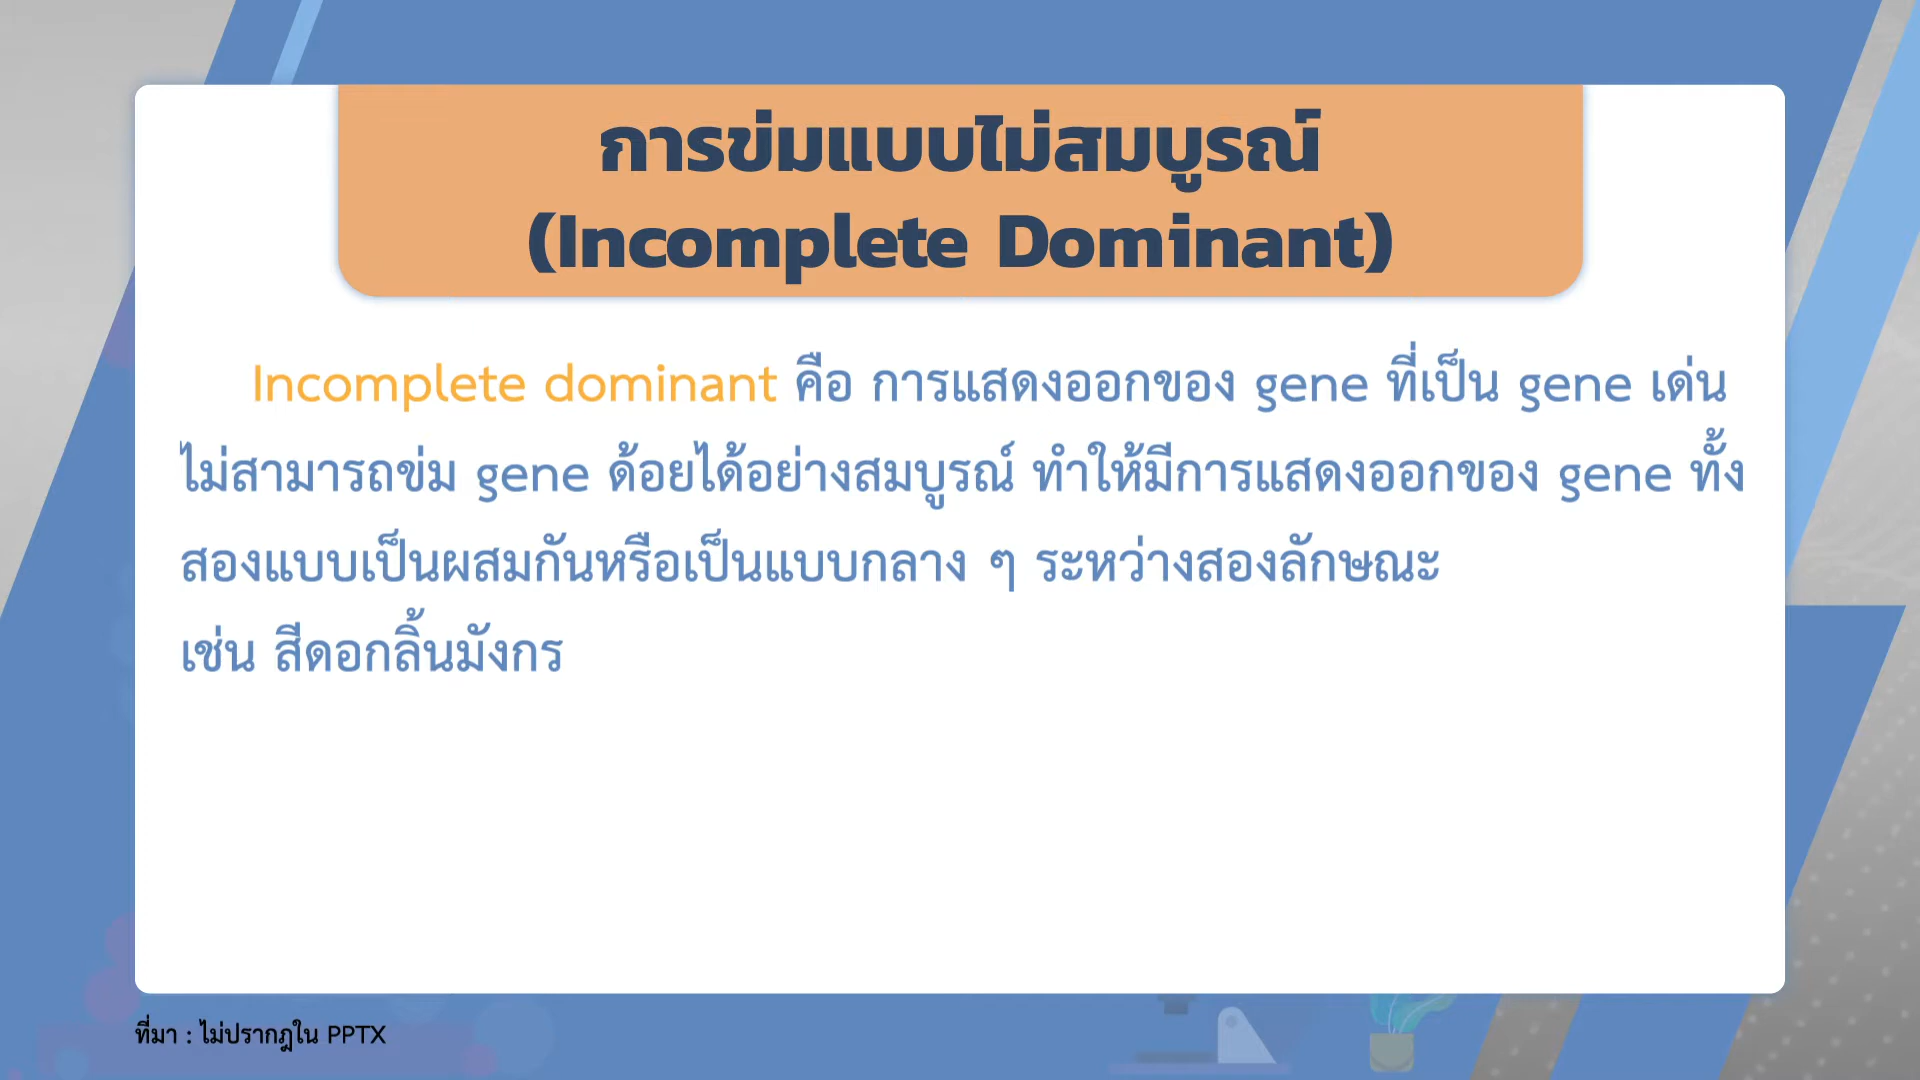 การข่มแบบไม่สมบูรณ์
(Incomplete Dominant)
Incomplete dominant คือ การแสดงออกของ gene ที่เป็น gene เด่น
ไม่สามารถข่ม gene ด้อยได้อย่างสมบูรณ์ ทำให้มีการแสดงออกของ gene ทั้ง
สองแบบเป็นผสมกันหรือเป็นแบบกลาง ๆ ระหว่างสองลักษณะ
เช่น สีดอกลิ้นมังกร
ที่มา : ไม่ปรากฎใน PPTX